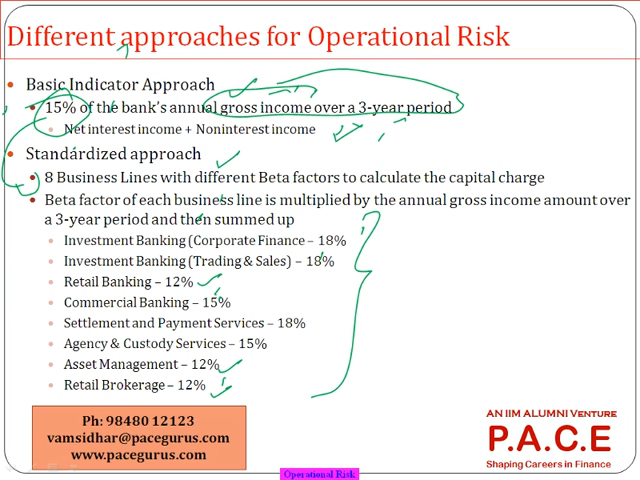 Different approaches for Operational Risk
Basic Indicator Approach
15% of the bank's annual gross income over a 3-year period
Net interest income + Noninterest income
Standardized approach
8 Business Lines with different Beta factors to calculate the capital charge
Beta factor of each business line is multiplied by the annual gross income amount over
a 3-year period and then summed up
Investment Banking (Corporate Finance – 18%
Investment Banking (Trading & Sales) – 18%
Retail Banking – 12%
Commercial Banking – 15%
Settlement and Payment Services – 18%
Agency & Custody Services – 15%
Asset Management – 12%
Retail Brokerage – 12%
Ph: 98480 12123
vamsidhar@pacegurus.com
www.pacegurus.com
AN IIM ALUMNI VENTURE
P.A.C.E
Shaping Careers in Finance
Operational Risk